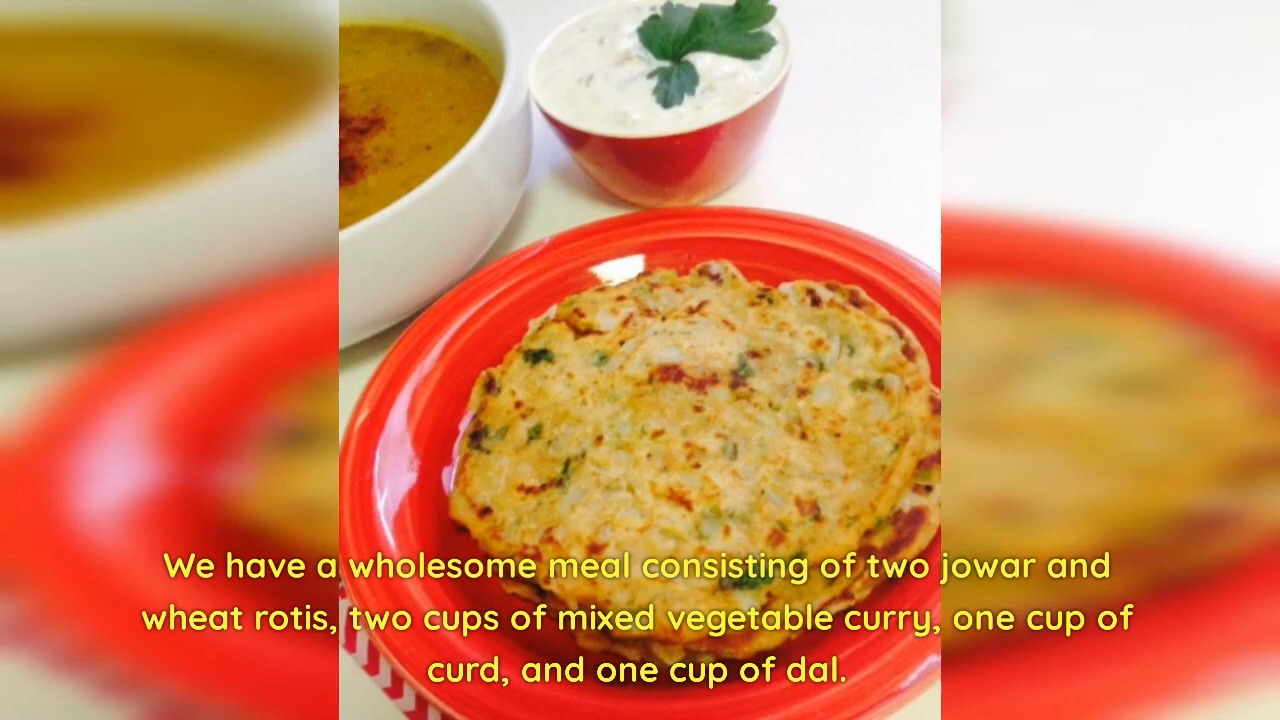 We have a wholesome meal consisting of two jowar and
wheat rotis, two cups of mixed vegetable curry, one cup of
curd, and one cup of dal.